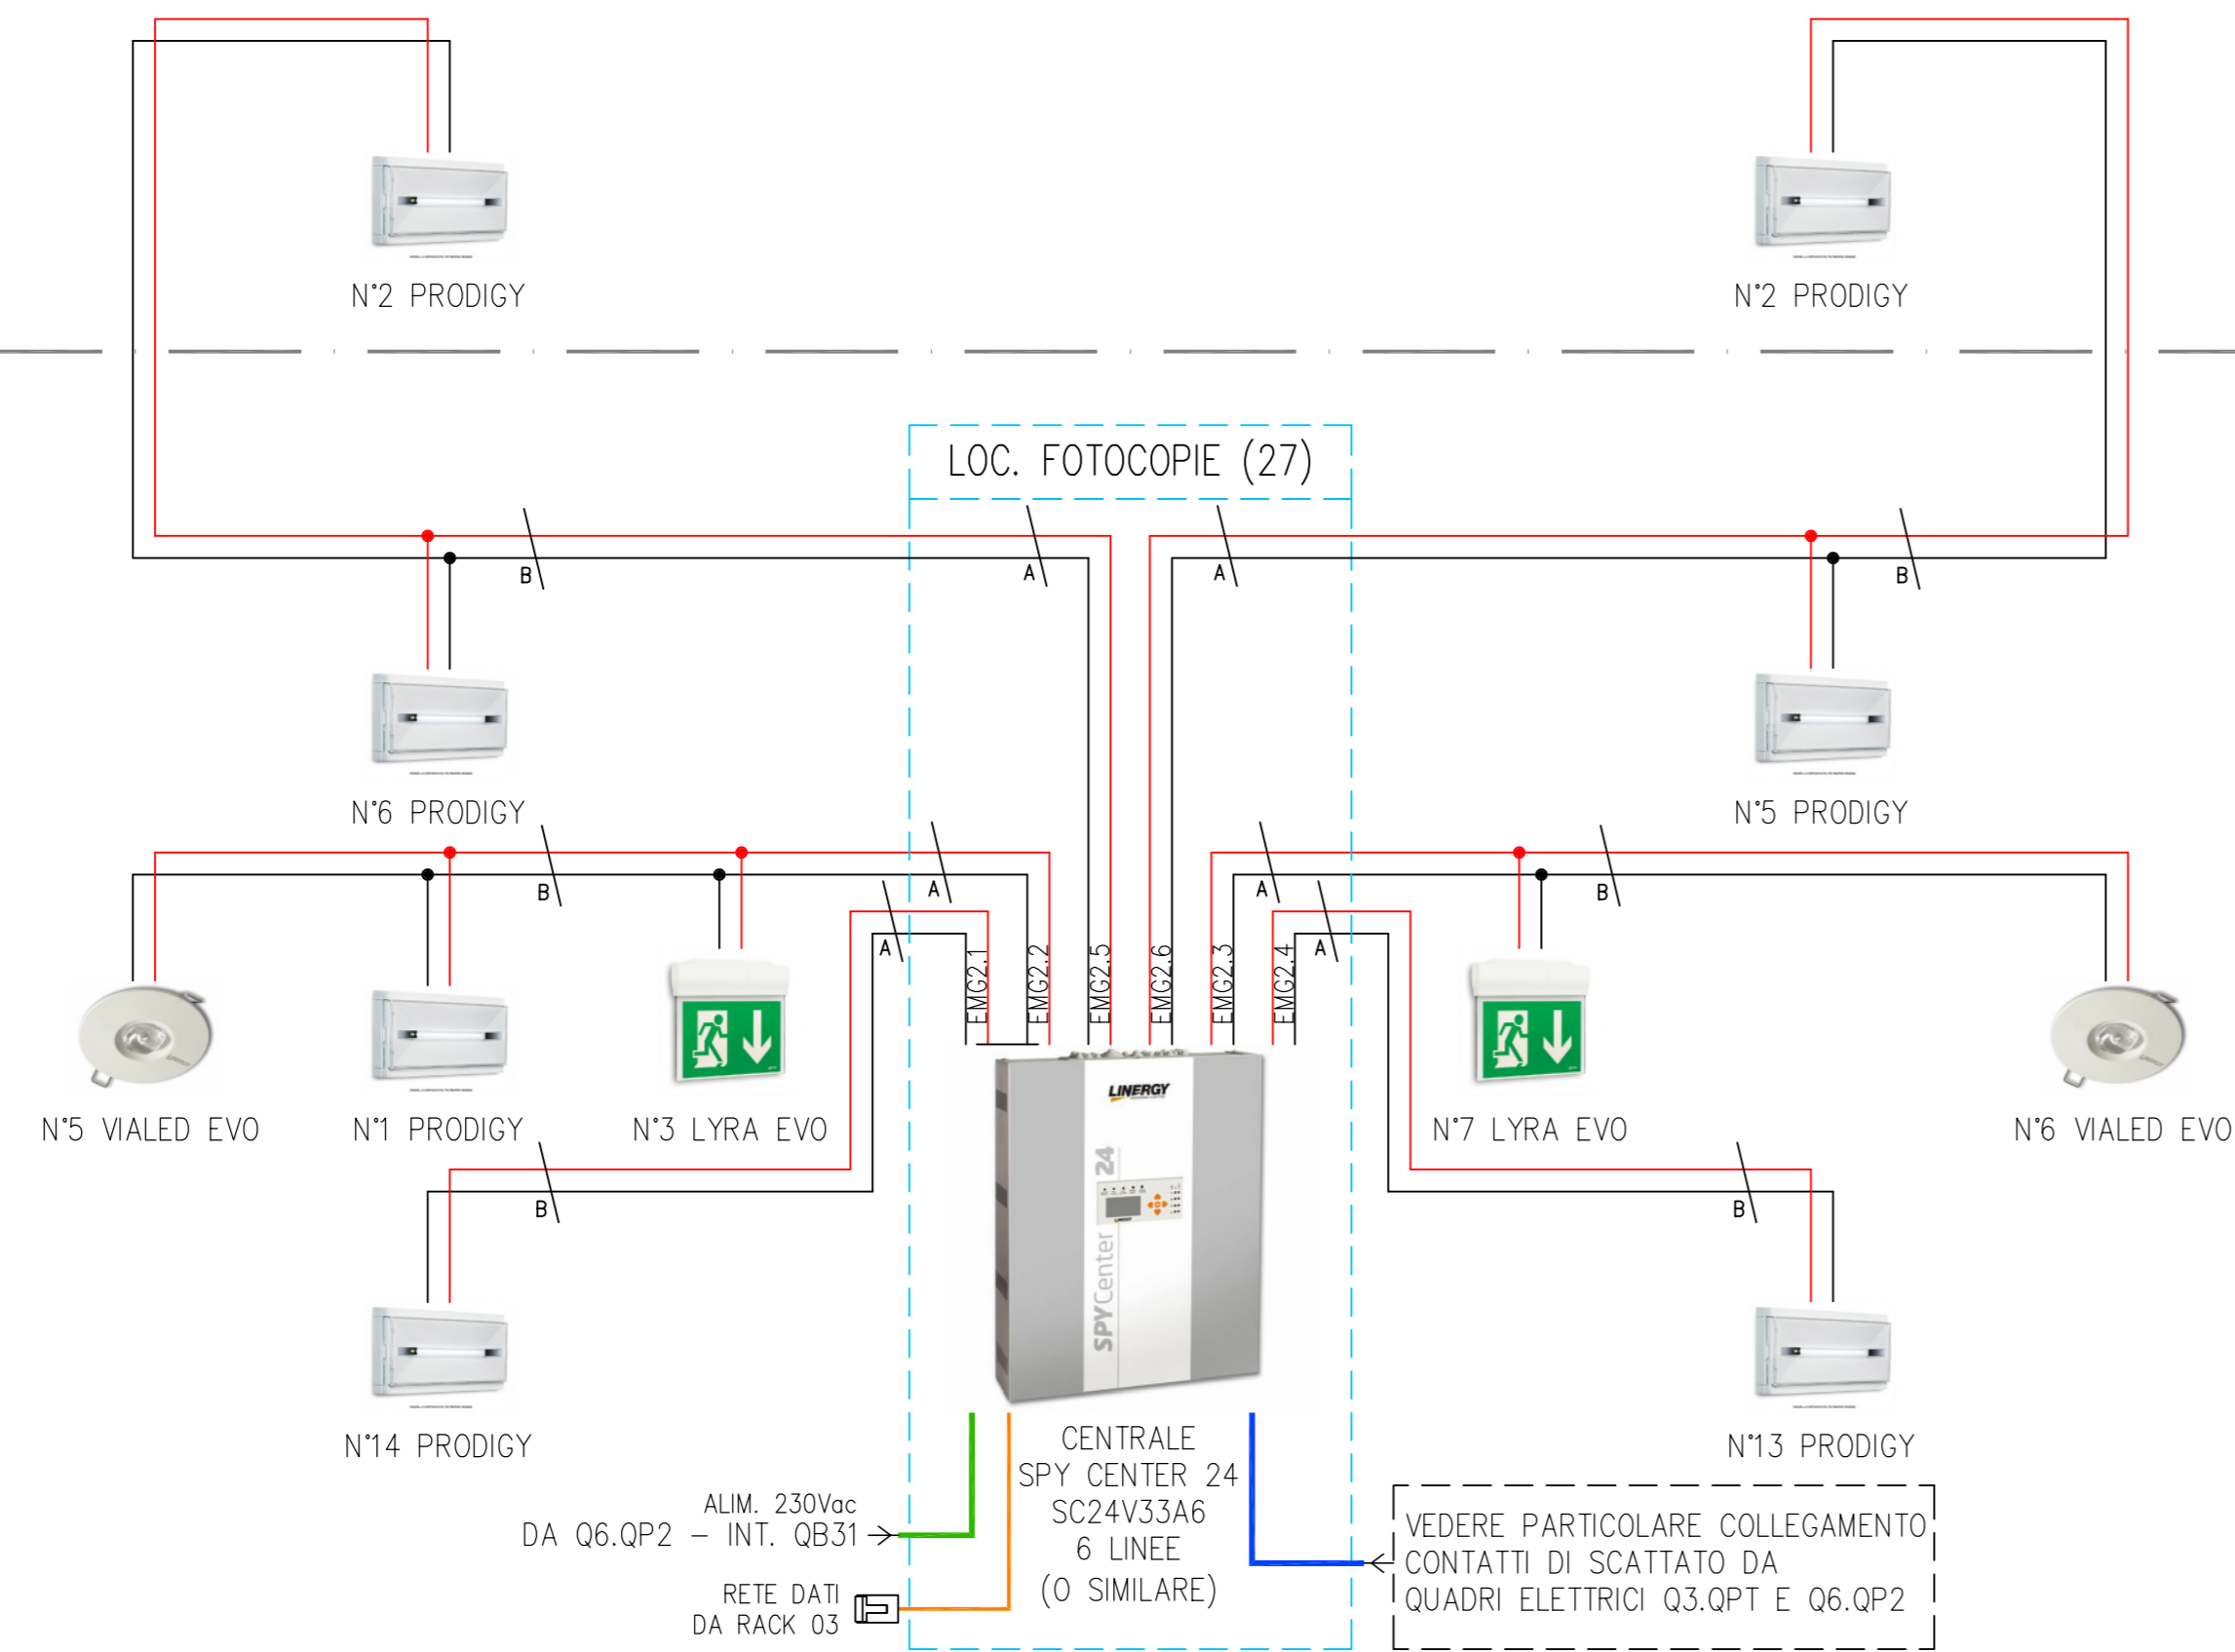 N°2 PRODIGY
N°2 PRODIGY
LOC. FOTOCOPIE (27)
B
A
A
B
N°6 PRODIGY
N°5 PRODIGY
B
A
A
B
A
A
EMG2.1
EMG2.2
EMG2.5
EMG2.6
EMG2.3
EMG2.4
N°5 VIALED EVO
N°1 PRODIGY
N°3 LYRA EVO
LINERGY
N°7 LYRA EVO
N°6 VIALED EVO
SPYCenter 24
LINERGY
B
B
N°14 PRODIGY
N°13 PRODIGY
CENTRALE
SPY CENTER 24
SC24V33A6
6 LINEE
(O SIMILARE)
ALIM. 230Vac
DA Q6.QP2 – INT. QB31
RETE DATI
DA RACK 03
VEDERE PARTICOLARE COLLEGAMENTO
CONTATTI DI SCATTATO DA
QUADRI ELETTRICI Q3.QPT E Q6.QP2